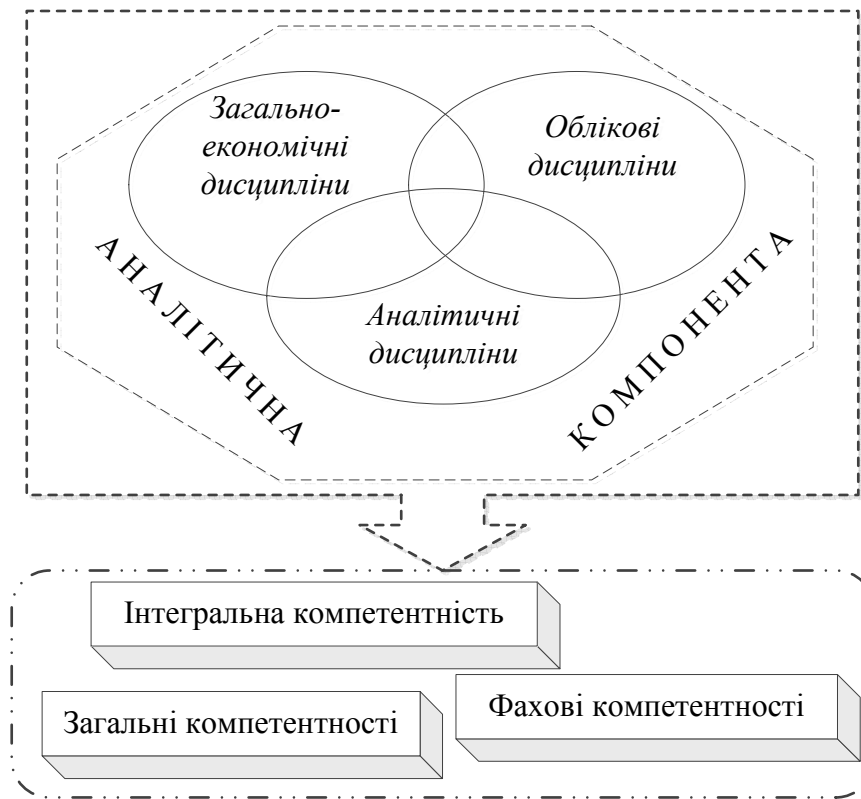 Загально-
економічні
дисципліни
Облікові
дисципліни
Аналітичні
дисципліни
АНАЛІТИЧНА
КОМПОНЕНТА
Інтегральна компетентність
Загальні компетентності
Фахові компетентності